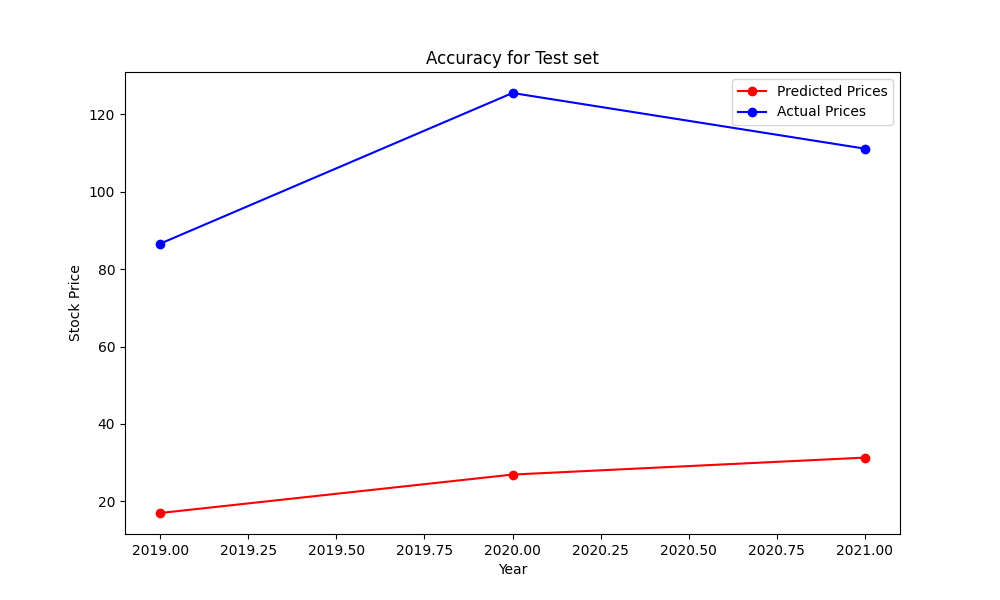 Accuracy for Test set
Predicted Prices
Actual Prices
120
100
80
60
40
20
Stock Price
2019.00 2019.25 2019.50 2019.75 2020.00 2020.25 2020.50 2020.75 2021.00
Year